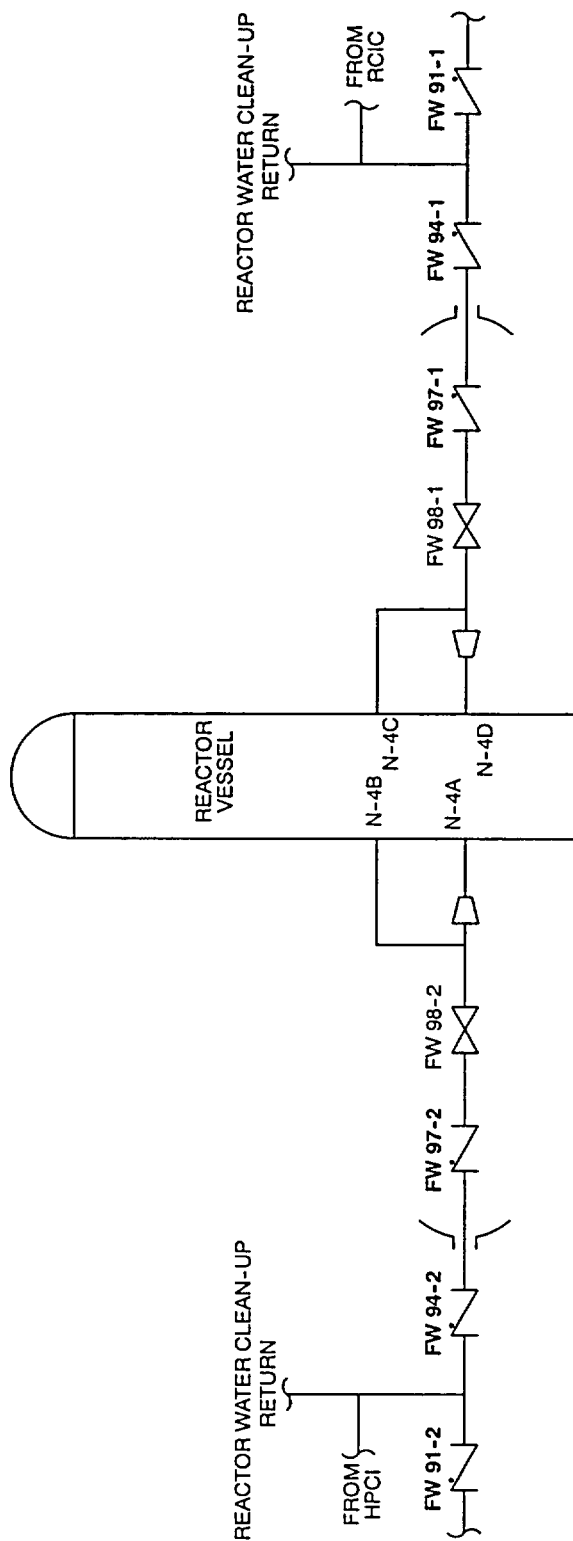 REACTOR WATER CLEAN-UP
RETURN
FROM
HPCI
FW 91-2
FW 94-2
FW 97-2
FW 98-2
N-4B
N-4A
REACTOR
VESSEL
N-4C
N-4D
FW 98-1
FW 97-1
FW 94-1
REACTOR WATER CLEAN-UP
RETURN
FROM
RCIC
FW 91-1